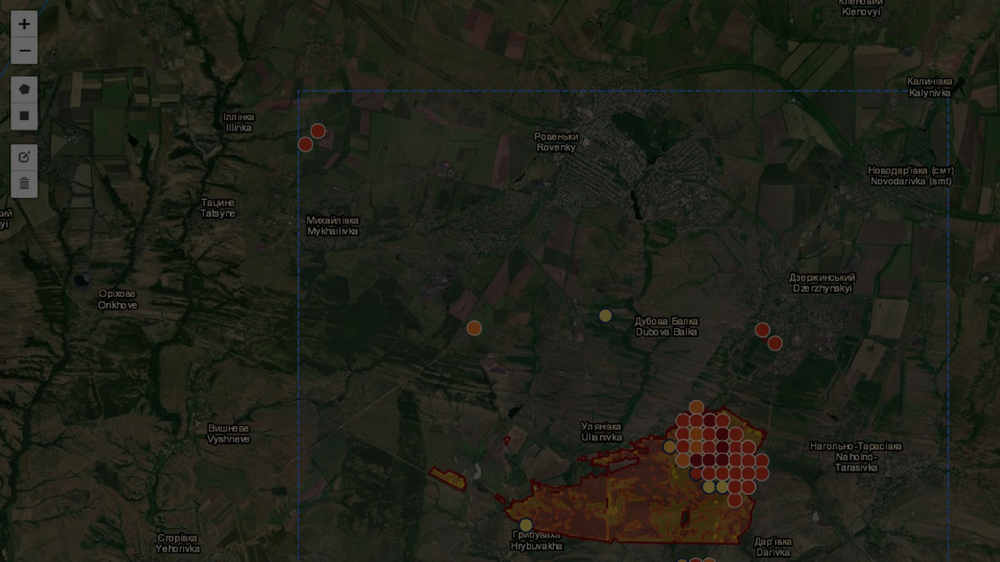 Кленовий
Klenovyi
Калинівка
Kalynivka
Іллінка
Illinka
Ровеньки
Rovenky
Новодар'ївка (смт)
Novodarivka (smt)
Тацине
Tatsyne
Михайлівка
Mykhailivka
Дзержинський
Dzerzhynskyi
Оріхове
Orikhove
Дубова Балка
Dubova Balka
Вишневе
Vyshneve
Улянівка
Ulianivka
Нагольно-Тарасівка
Naholno-
Tarasivka
Єгорівка
Yehorivka
Грибуваха
Hrybuvakha
Дар'ївка
Darivka